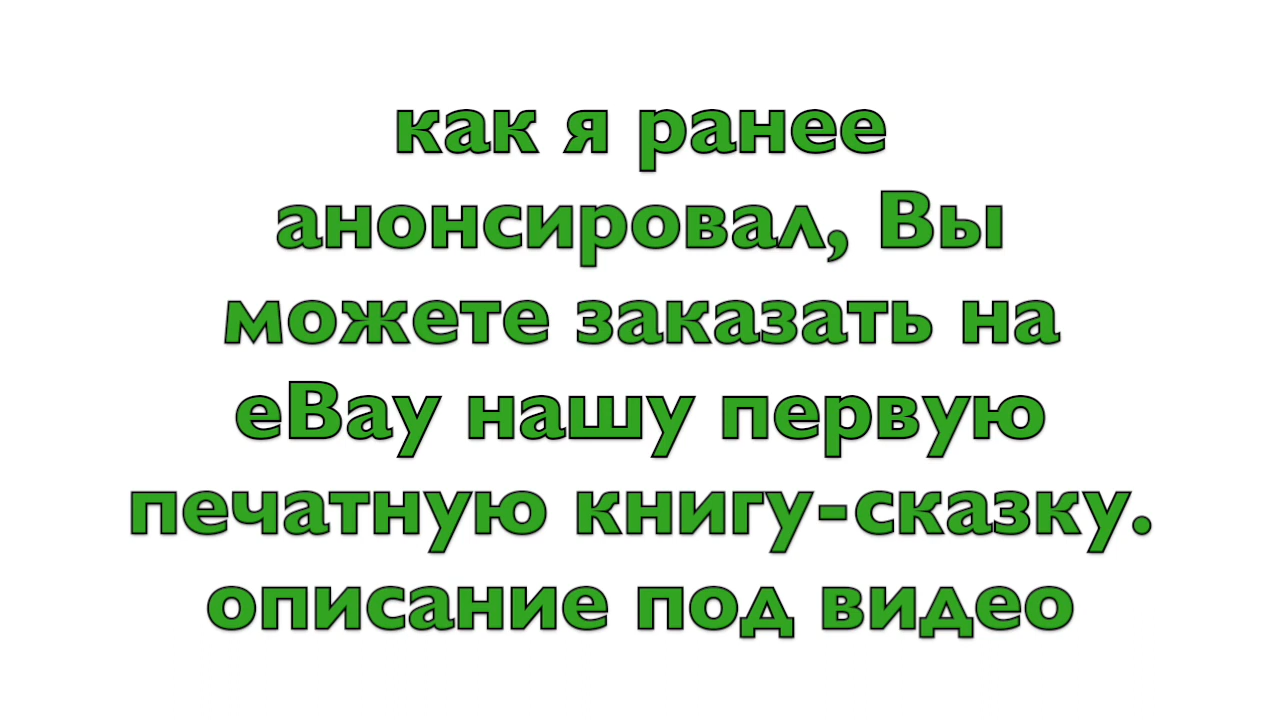 как я ранее
анонсировал, Вы
можете заказать на
eBay нашу первую
печатную книгу-сказку.
описание под видео